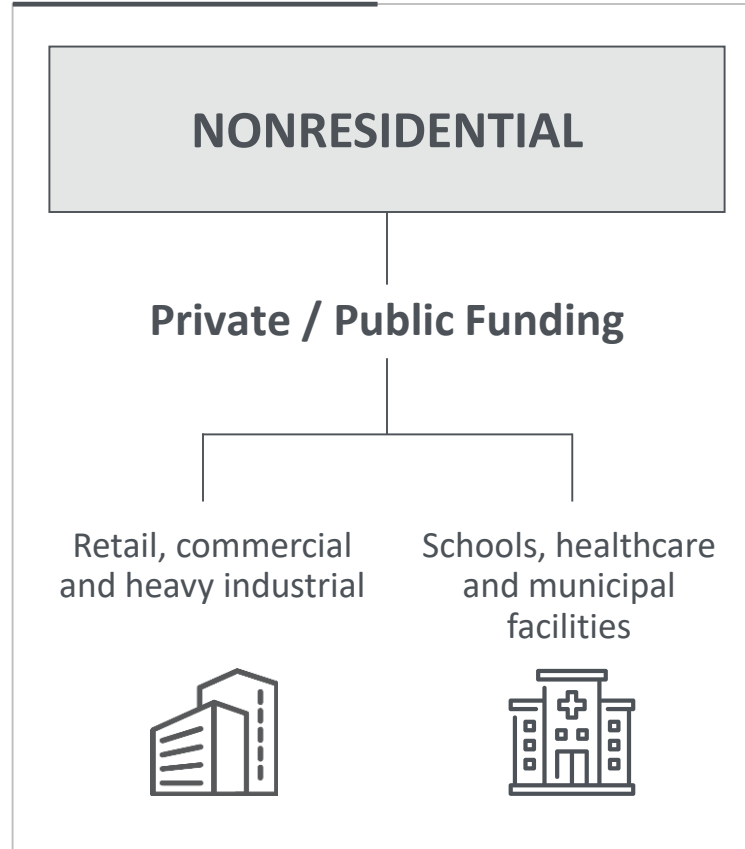 NONRESIDENTIAL
Private / Public Funding
Retail, commercial
and heavy industrial
Schools, healthcare
and municipal
facilities